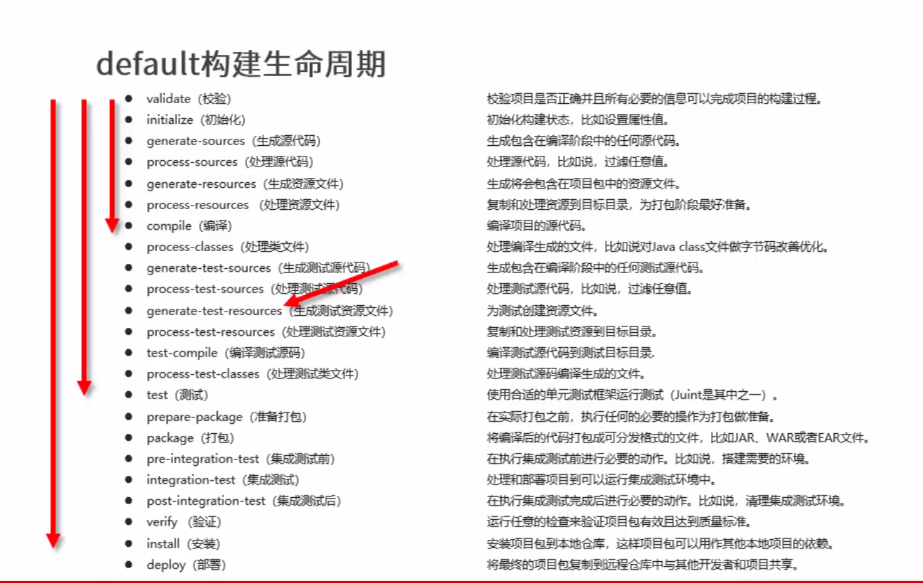 default构建生命周期
validate（校验） 校验项目是否正确并且所有必要的信息可以完成项目的构建过程。
initialize（初始化） 初始化构建状态，比如设置属性值。
generate-sources（生成源代码） 生成包含在编译阶段中的任何源代码。
process-sources（处理源代码） 处理源代码，比如说，过滤任意值。
generate-resources（生成资源文件） 生成将会包含在项目包中的资源文件。
process-resources （处理资源文件） 复制和处理资源到目标目录，为打包阶段最好准备。
compile（编译） 编译项目的源代码。
process-classes（处理类文件） 处理编译生成的文件，比如说对Java class文件做字节码改善优化。
generate-test-sources（生成测试源代码） 生成包含在编译阶段中的任何测试源代码。
process-test-sources（处理测试源代码） 处理测试源代码，比如说，过滤任意值。
generate-test-resources（生成测试资源文件） 为测试创建资源文件。
process-test-resources（处理测试资源文件） 复制和处理测试资源到目标目录。
test-compile（编译测试源码） 编译测试源代码到测试目标目录.
process-test-classes（处理测试类文件） 处理测试源码编译生成的文件。
test（测试） 使用合适的单元测试框架运行测试（Juint是其中之一）。
prepare-package（准备打包） 在实际打包之前，执行任何的必要的操作为打包做准备。
package（打包） 将编译后的代码打包成可分发格式的文件，比如JAR、WAR或者EAR文件。
pre-integration-test（集成测试前） 在执行集成测试前进行必要的动作。比如说，搭建需要的环境。
integration-test（集成测试） 处理和部署项目到可以运行集成测试环境中。
post-integration-test（集成测试后） 在执行集成测试完成后进行必要的动作。比如说，清理集成测试环境。
verify （验证） 运行任意的检查来验证项目包有效且达到质量标准。
install（安装） 安装项目包到本地仓库，这样项目包可以用作其他本地项目的依赖。
deploy（部署） 将最终的项目包复制到远程仓库中与其他开发者和项目共享。